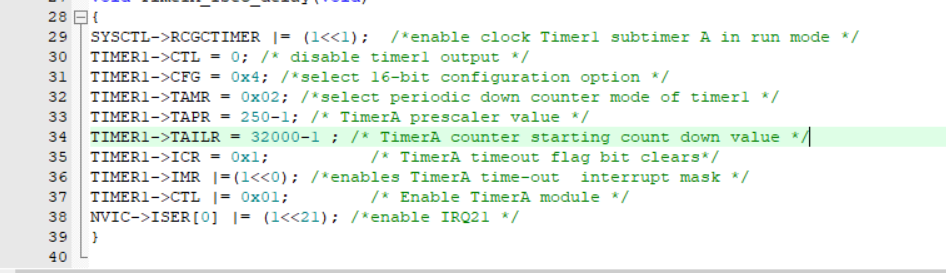 28 {
29 SYSCTL->RCGCTIMER |= (1<<1); /*enable clock Timer1 subtimer A in run mode */
30 TIMER1->CTL = 0; /* disable timer1 output */
31 TIMER1->CFG = 0x4; /*select 16-bit configuration option */
32 TIMER1->TAMR = 0x02; /*select periodic down counter mode of timer1 */
33 TIMER1->TAPR = 250-1; /* TimerA prescaler value */
34 TIMER1->TAILR = 32000-1 ; /* TimerA counter starting count down value */
35 TIMER1->ICR = 0x1; /* TimerA timeout flag bit clears*/
36 TIMER1->IMR |=(1<<0); /*enables TimerA time-out interrupt mask */
37 TIMER1->CTL |= 0x01; /* Enable TimerA module */
38 NVIC->ISER[0] |= (1<<21); /*enable IRQ21 */
39 }
40